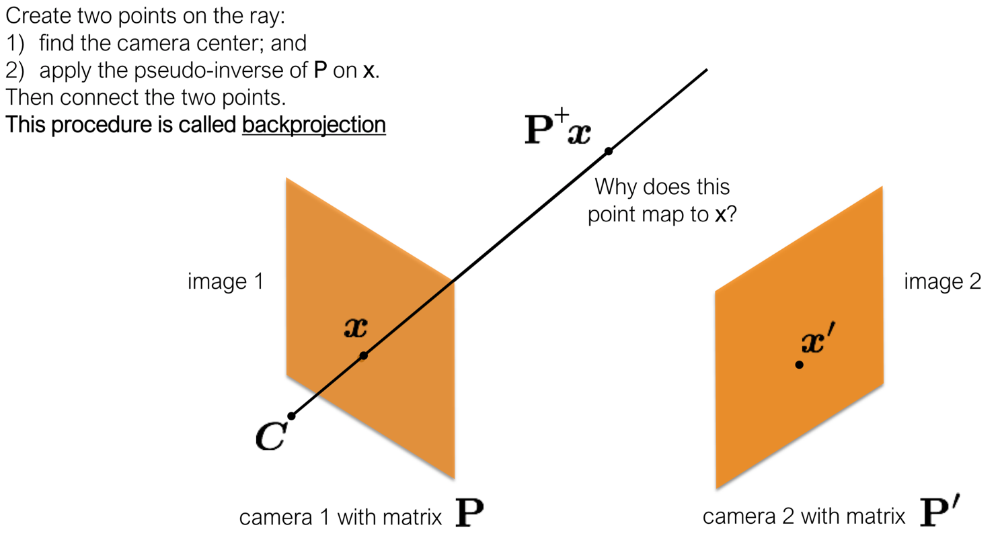 Create two points on the ray:
1) find the camera center; and
2) apply the pseudo-inverse of P on x.
Then connect the two points.
This procedure is called backprojection
P⁺x
Why does this
point map to x?
image 1
image 2
x
x′
C
camera 1 with matrix P
camera 2 with matrix P′